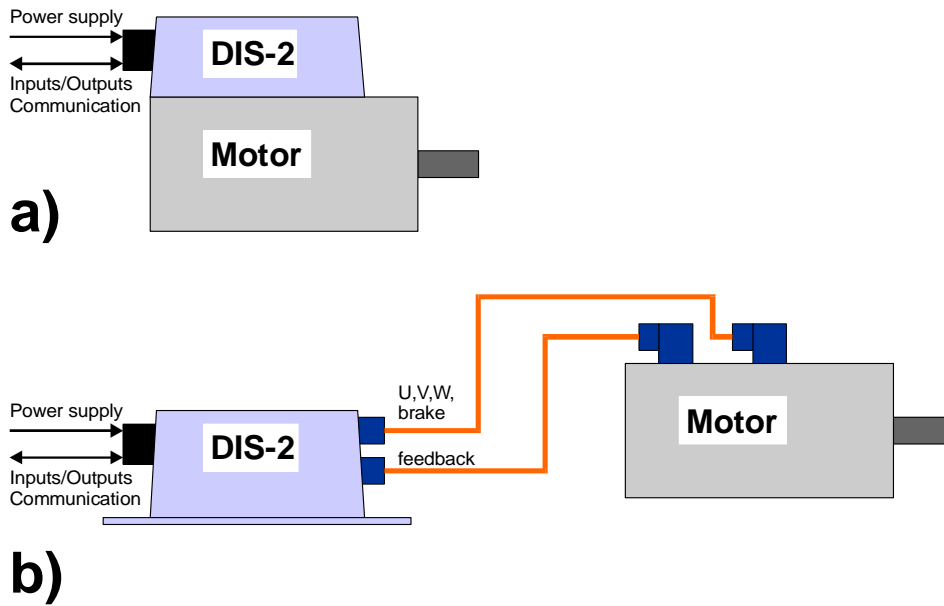 Power supply
DIS-2
Inputs/Outputs
Communication
Motor
a)
U,V,W,
brake
Power supply
DIS-2
Motor
feedback
Inputs/Outputs
Communication
b)